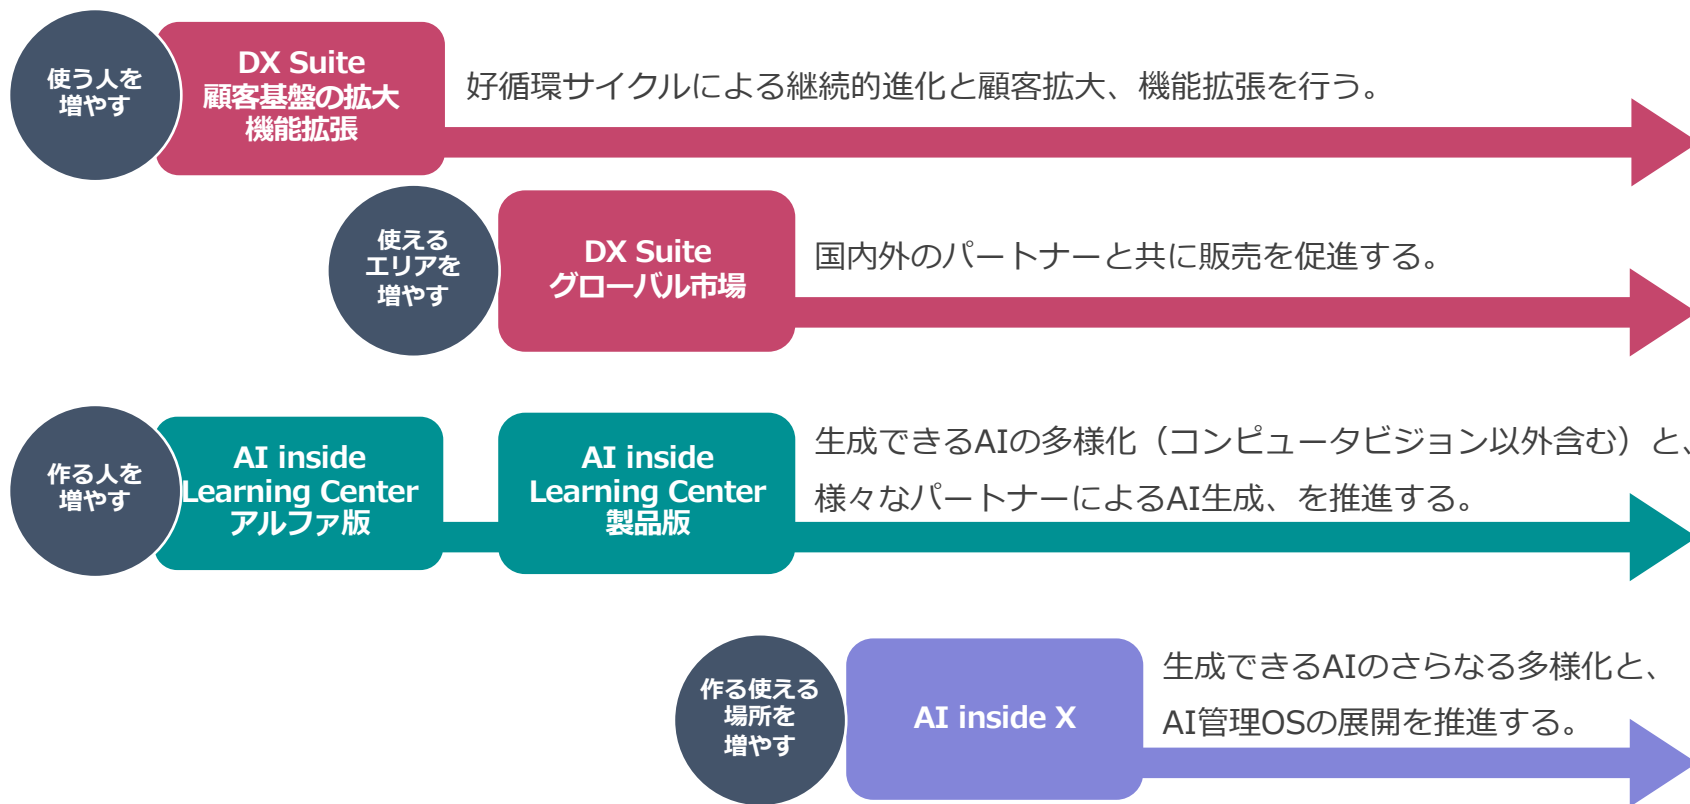 使う人を
増やす
DX Suite
顧客基盤の拡大
機能拡張
好循環サイクルによる継続的進化と顧客拡大、機能拡張を行う。
使える
エリアを
増やす
DX Suite
グローバル市場
国内外のパートナーと共に販売を促進する。
作る人を
増やす
AI inside
Learning Center
アルファ版
AI inside
Learning Center
製品版
生成できるAIの多様化（コンピュータビジョン以外含む）と、
様々なパートナーによるAI生成、を推進する。
作る使える
場所を
増やす
AI inside X
生成できるAIのさらなる多様化と、
AI管理OSの展開を推進する。